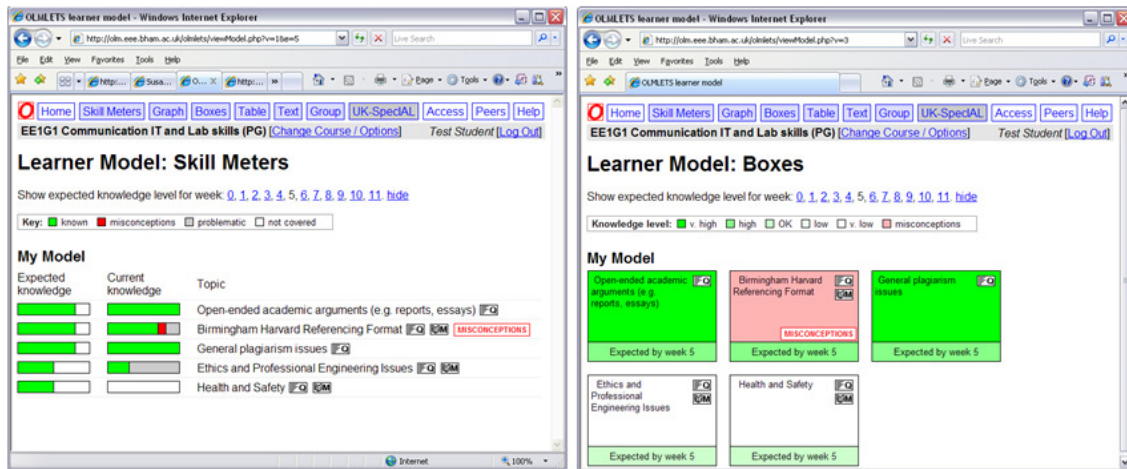 OLMLETS learner model - Windows Internet Explorer
http://olm.eee.bham.ac.uk/olmlets/viewModel.php?v=1&e=5
Live Search
File Edit View Favorites Tools Help
http:... Susa... O... X http:... Page Tools
Home Skill Meters Graph Boxes Table Text Group UK-SpecIAL Access Peers Help
EE1G1 Communication IT and Lab skills (PG) [Change Course / Options] Test Student [Log Out]
Learner Model: Skill Meters
Show expected knowledge level for week: 0, 1, 2, 3, 4, 5, 6, 7, 8, 9, 10, 11. hide
Key: known misconceptions problematic not covered
My Model
Expected knowledge Current knowledge Topic
Open-ended academic arguments (e.g. reports, essays) Q
Birmingham Harvard Referencing Format Q M MISCONCEPTIONS
General plagiarism issues Q
Ethics and Professional Engineering Issues Q M
Health and Safety Q M
Internet 100%
OLMLETS learner model - Windows Internet Explorer
http://olm.eee.bham.ac.uk/olmlets/viewModel.php?v=3
Live Search
File Edit View Favorites Tools Help
OLMLETS learner model Page Tools
Home Skill Meters Graph Boxes Table Text Group UK-SpecIAL Access Peers Help
EE1G1 Communication IT and Lab skills (PG) [Change Course / Options] Test Student [Log Out]
Learner Model: Boxes
Show expected knowledge level for week: 0, 1, 2, 3, 4, 5, 6, 7, 8, 9, 10, 11. hide
Knowledge level: v. high high OK low v. low misconceptions
My Model
Open-ended academic Q
arguments (e.g.
reports, essays)
Expected by week 5
Birmingham Harvard Q
Referencing Format M
MISCONCEPTIONS
Expected by week 5
General plagiarism Q
issues
Expected by week 5
Ethics and Q
Professional M
Engineering Issues
Expected by week 5
Health and Safety Q
M
Expected by week 5